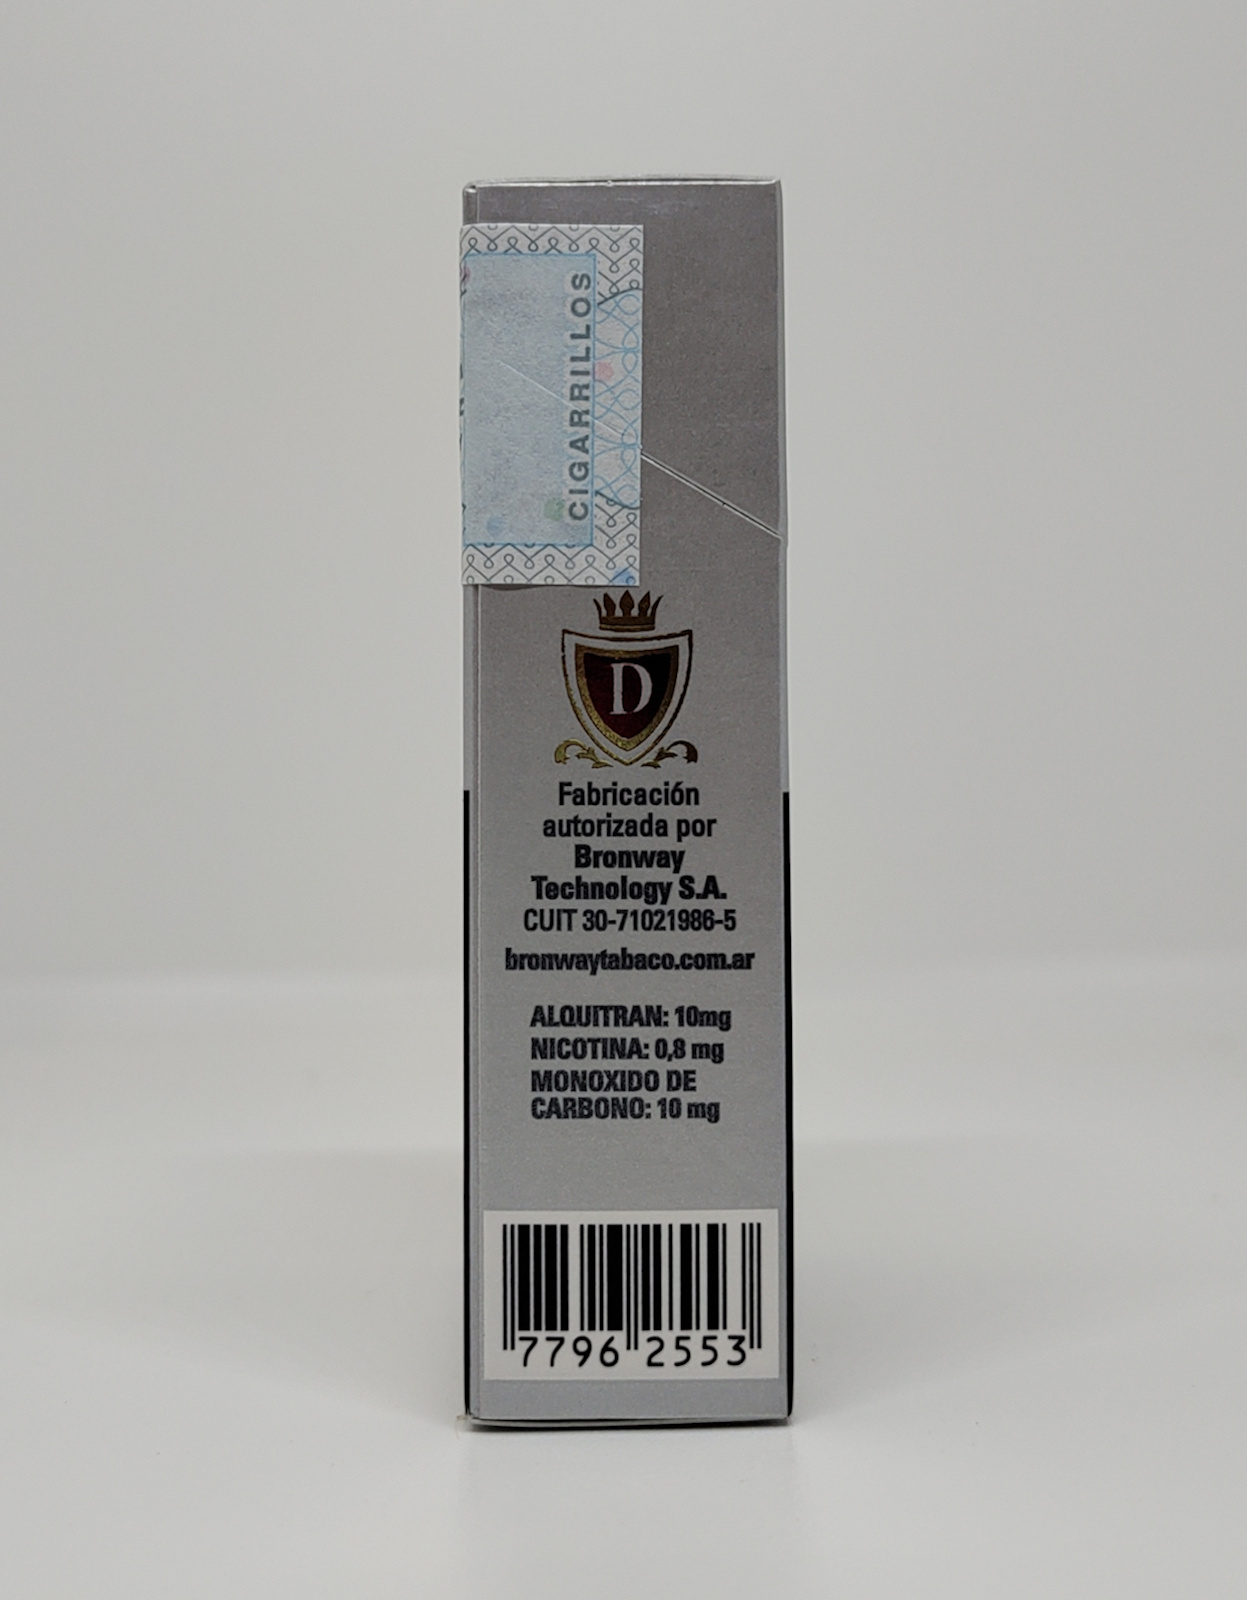 CIGARRILLOS
D
Fabricación
autorizada por
Bronway
Technology S.A.
CUIT 30-71021986-5
bronwaytabaco.com.ar
ALQUITRAN: 10mg
NICOTINA: 0,8 mg
MONOXIDO DE
CARBONO: 10 mg
7796 2553